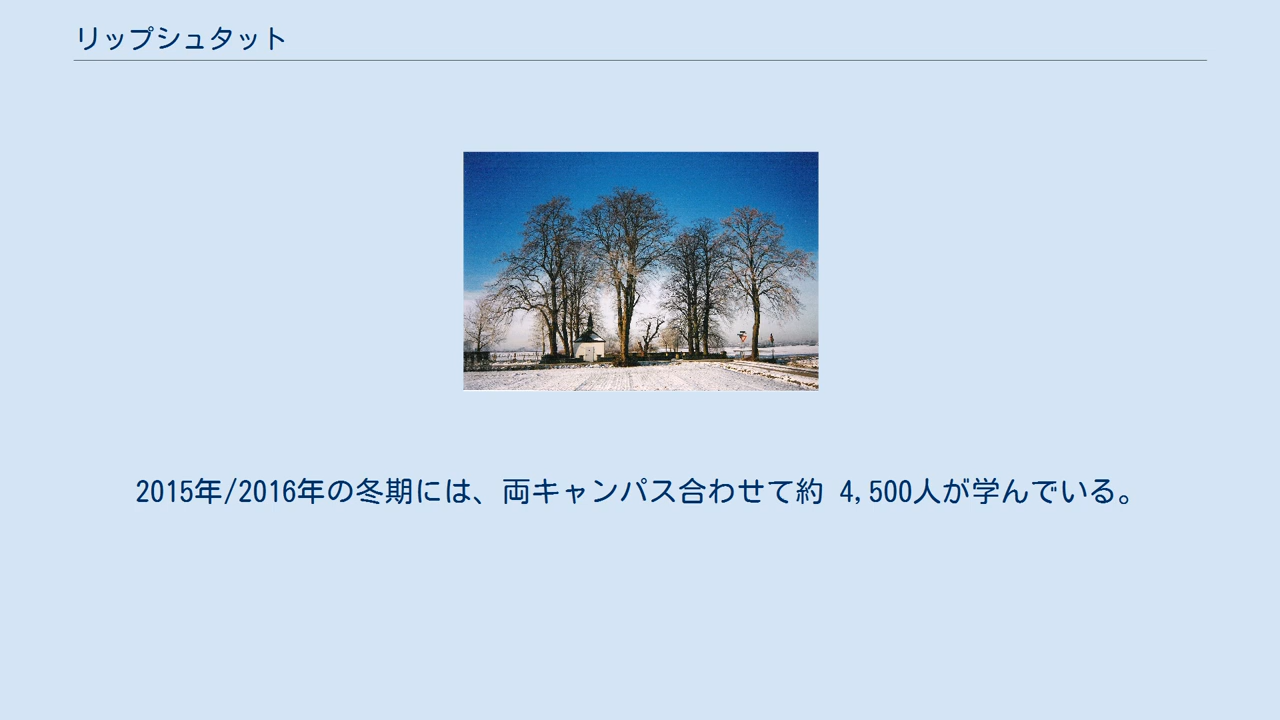 リップシュタット
2015年/2016年の冬期には、両キャンパス合わせて約 4,500人が学んでいる。